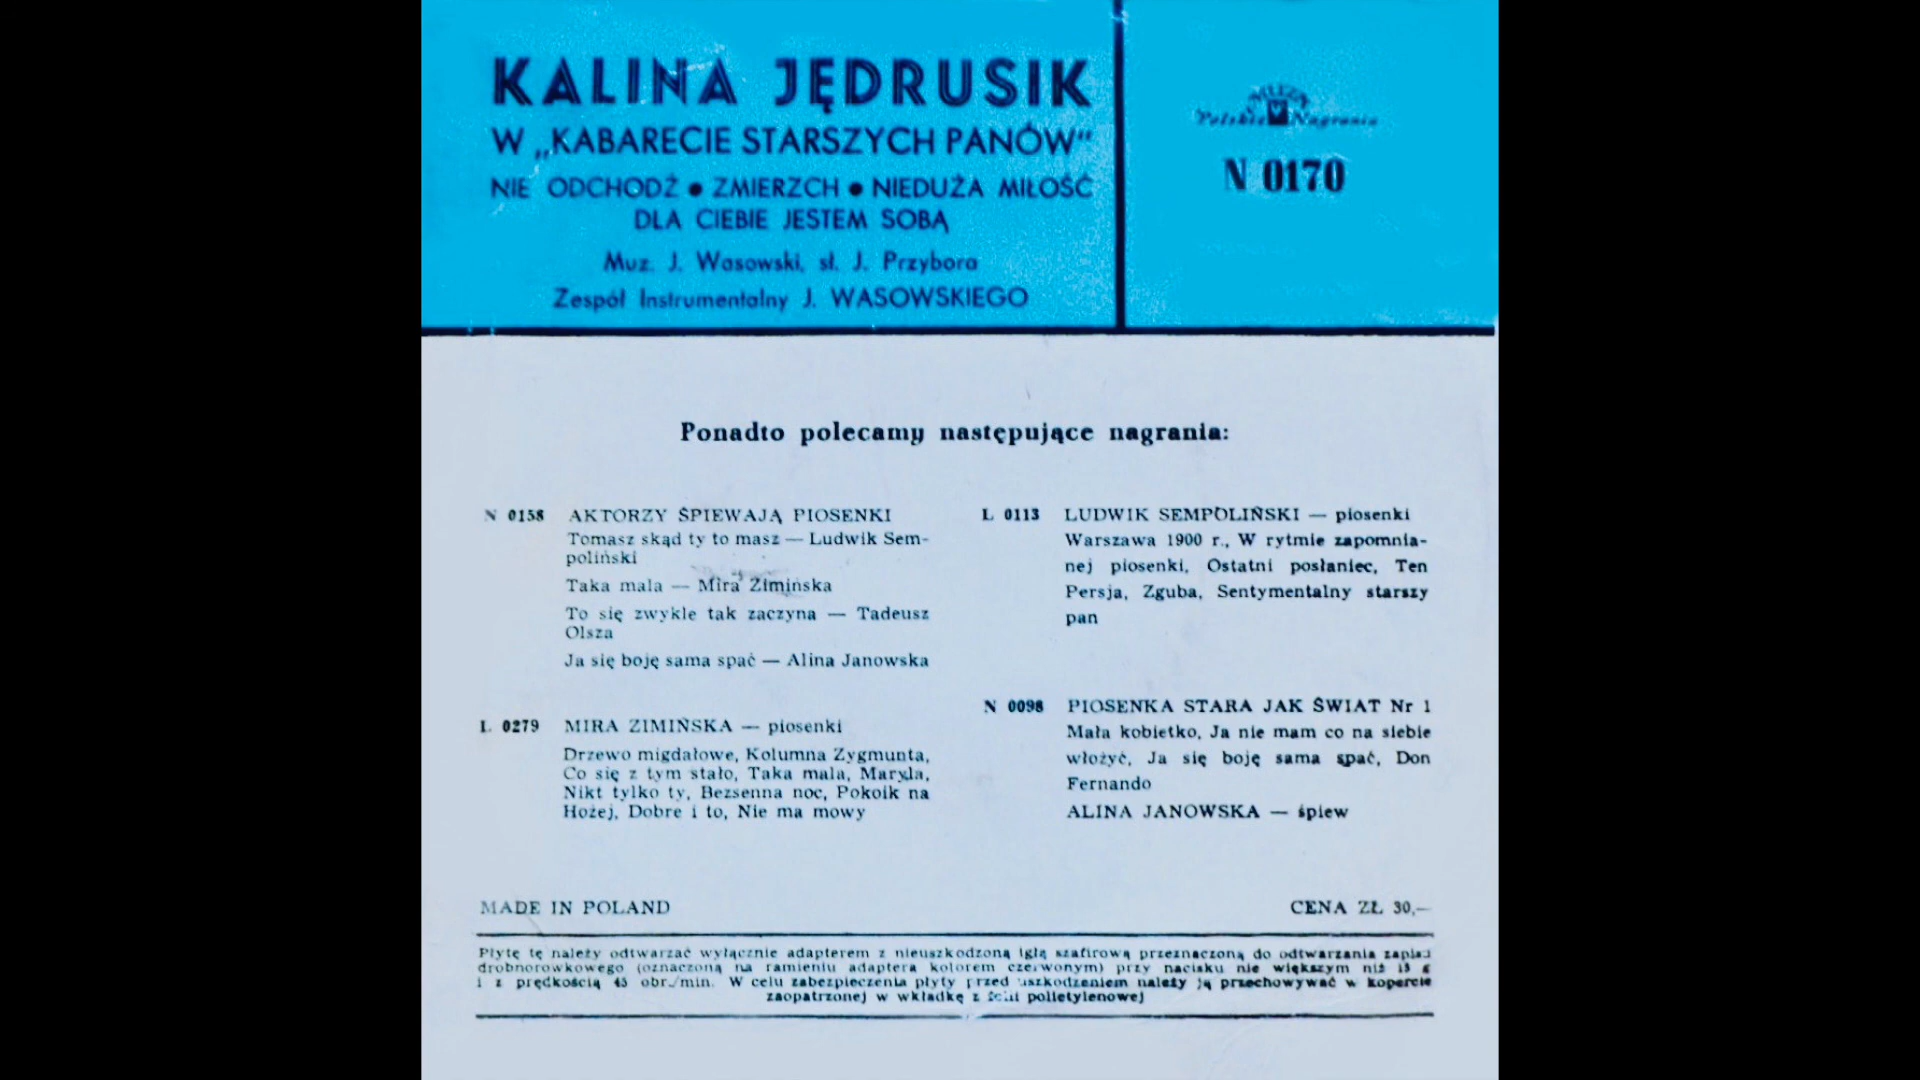 KALINA JĘDRUSIK
W „KABARECIE STARSZYCH PANÓW"
NIE ODCHODŹ ● ZMIERZCH ● NIEDUŻA MIŁOŚĆ
DLA CIEBIE JESTEM SOBĄ
Muz. J. Wasowski, sł. J. Przybora
Zespół Instrumentalny J. WASOWSKIEGO
MUZA
Polskie Nagrania
N 0170
Ponadto polecamy następujące nagrania:
N 0158 AKTORZY ŚPIEWAJĄ PIOSENKI
Tomasz skąd ty to masz — Ludwik Sem-
poliński
Taka mala — Mira Zimińska
To się zwykle tak zaczyna — Tadeusz
Olsza
Ja się boję sama spać — Alina Janowska
L 0279 MIRA ZIMIŃSKA — piosenki
Drzewo migdałowe, Kolumna Zygmunta,
Co się z tym stało, Taka mala, Maryla,
Nikt tylko ty, Bezsenna noc, Pokoik na
Hożej, Dobre i to, Nie ma mowy
L 0113 LUDWIK SEMPOLIŃSKI — piosenki
Warszawa 1900 r., W rytmie zapomnia-
nej piosenki, Ostatni posłaniec, Ten
Persja, Zguba, Sentymentalny starszy
pan
N 0098 PIOSENKA STARA JAK ŚWIAT Nr 1
Mała kobietko, Ja nie mam co na siebie
włożyć, Ja się boję sama spać, Don
Fernando
ALINA JANOWSKA — śpiew
MADE IN POLAND
CENA ZŁ 30,—
Płytę tę należy odtwarzać wyłącznie adapterem z nieuszkodzoną igłą szafirową przeznaczoną do odtwarzania zapisu
drobnorowkowego (oznaczoną na ramieniu adaptera kolorem czerwonym) przy nacisku nie większym niż 15 g
i z prędkością 45 obr./min. W celu zabezpieczenia płyty przed uszkodzeniem należy ją przechowywać w kopercie
zaopatrzonej w wkładkę z folii polietylenowej